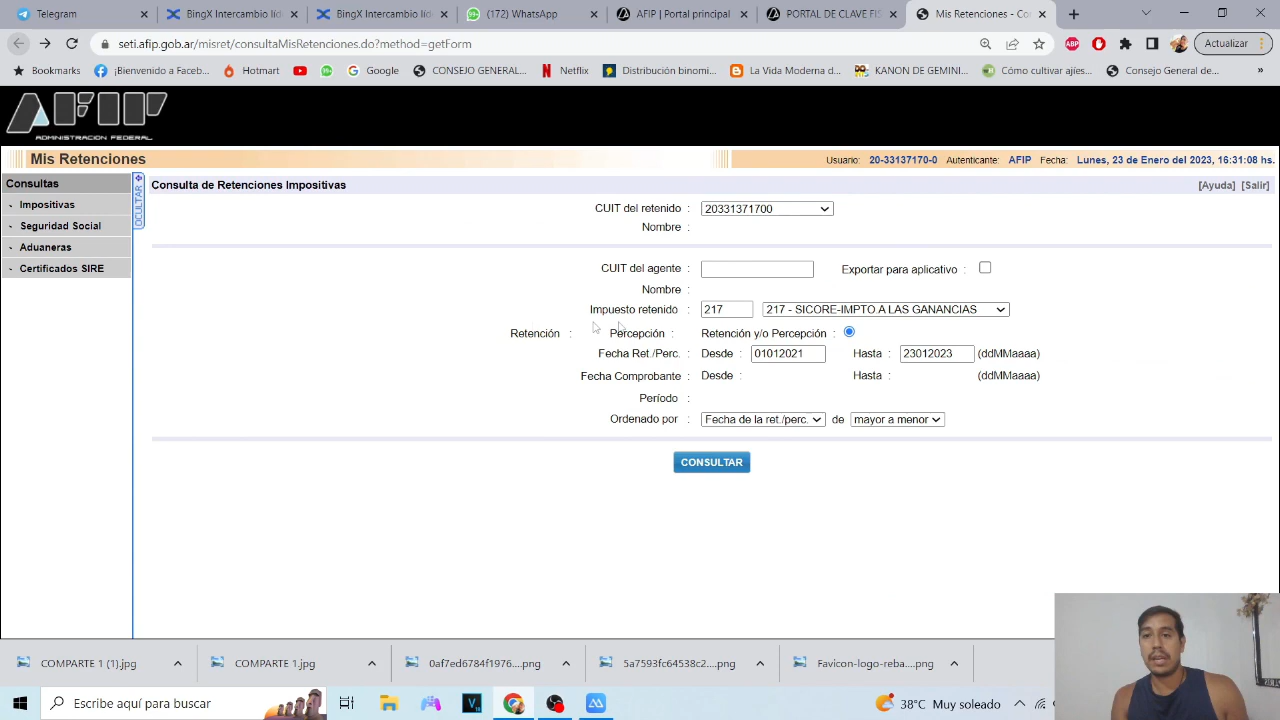 Telegram
BingX Intercambio líd
BingX Intercambio líd
(172) WhatsApp
AFIP | Portal principal
PORTAL DE CLAVE FIS
Mis Retenciones - Co
seti.afip.gob.ar/misret/consultaMisRetenciones.do?method=getForm
Actualizar
Bookmarks
¡Bienvenido a Faceb...
Hotmart
Google
CONSEJO GENERAL...
Netflix
Distribución binomi...
La Vida Moderna d...
KANON DE GEMINI...
Cómo cultivar ajíes...
Consejo General de...
»
AFIP
ADMINISTRACION FEDERAL
Mis Retenciones
Usuario: 20-33137170-0 Autenticante: AFIP Fecha: Lunes, 23 de Enero del 2023, 16:31:08 hs.
Consultas
Impositivas
Seguridad Social
Aduaneras
Certificados SIRE
OCULTAR
Consulta de Retenciones Impositivas
[Ayuda] [Salir]
CUIT del retenido : 20331371700
Nombre :
CUIT del agente : Exportar para aplicativo :
Nombre :
Impuesto retenido : 217 217 - SICORE-IMPTO.A LAS GANANCIAS
Retención : Percepción : Retención y/o Percepción :
Fecha Ret./Perc. : Desde : 01012021 Hasta : 23012023 (ddMMaaaa)
Fecha Comprobante : Desde : Hasta : (ddMMaaaa)
Período :
Ordenado por : Fecha de la ret./perc. de mayor a menor
CONSULTAR
COMPARTE 1 (1).jpg
COMPARTE 1.jpg
0af7ed6784f1976....png
5a7593fc64538c2....png
Favicon-logo-reba....png
Escribe aquí para buscar
38°C Muy soleado